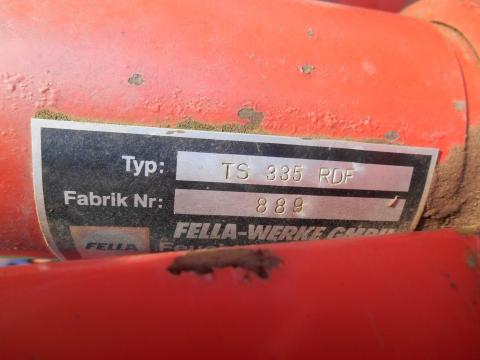 Typ: TS 335 RDF
Fabrik Nr: 889
FELLA-WERKE GMBH
FELLA